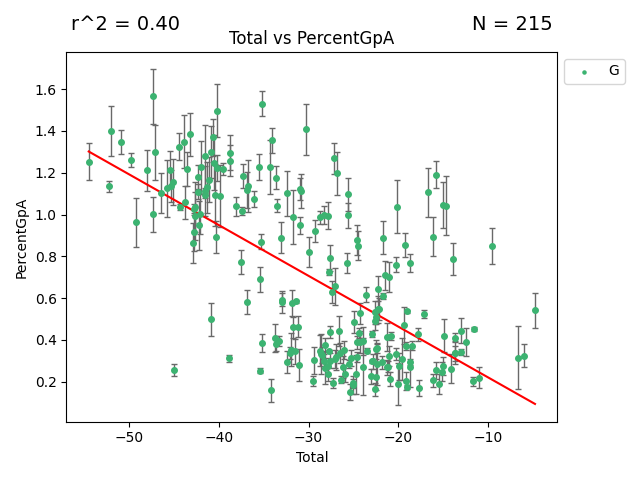 r^2 = 0.40 N = 215
Total vs PercentGpA
G
PercentGpA
1.6
1.4
1.2
1.0
0.8
0.6
0.4
0.2
−50 −40 −30 −20 −10
Total